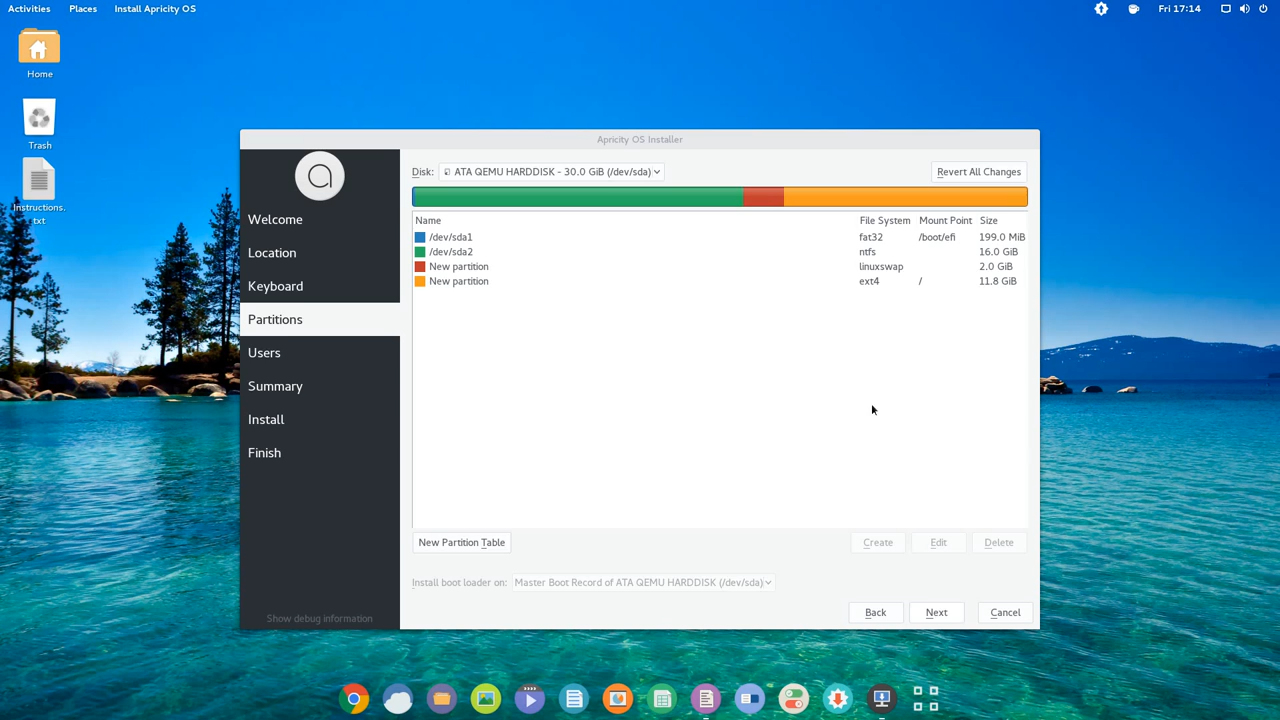 Activities Places Install Apricity OS Fri 17:14
Home
Trash
Instructions.
txt
Apricity OS Installer
Welcome
Location
Keyboard
Partitions
Users
Summary
Install
Finish
Show debug information
Disk: ATA QEMU HARDDISK - 30.0 GiB (/dev/sda) Revert All Changes
Name File System Mount Point Size
/dev/sda1 fat32 /boot/efi 199.0 MiB
/dev/sda2 ntfs 16.0 GiB
New partition linuxswap 2.0 GiB
New partition ext4 / 11.8 GiB
New Partition Table Create Edit Delete
Install boot loader on: Master Boot Record of ATA QEMU HARDDISK (/dev/sda)
Back Next Cancel